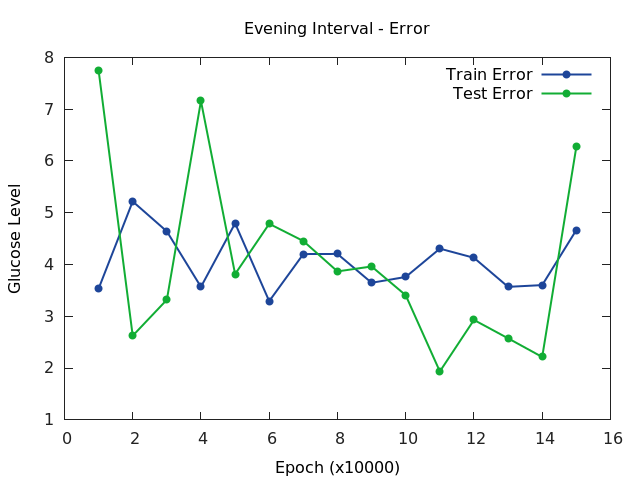 Evening Interval - Error
Train Error
Test Error
8
7
6
5
4
3
2
1
Glucose Level
0 2 4 6 8 10 12 14 16
Epoch (x10000)